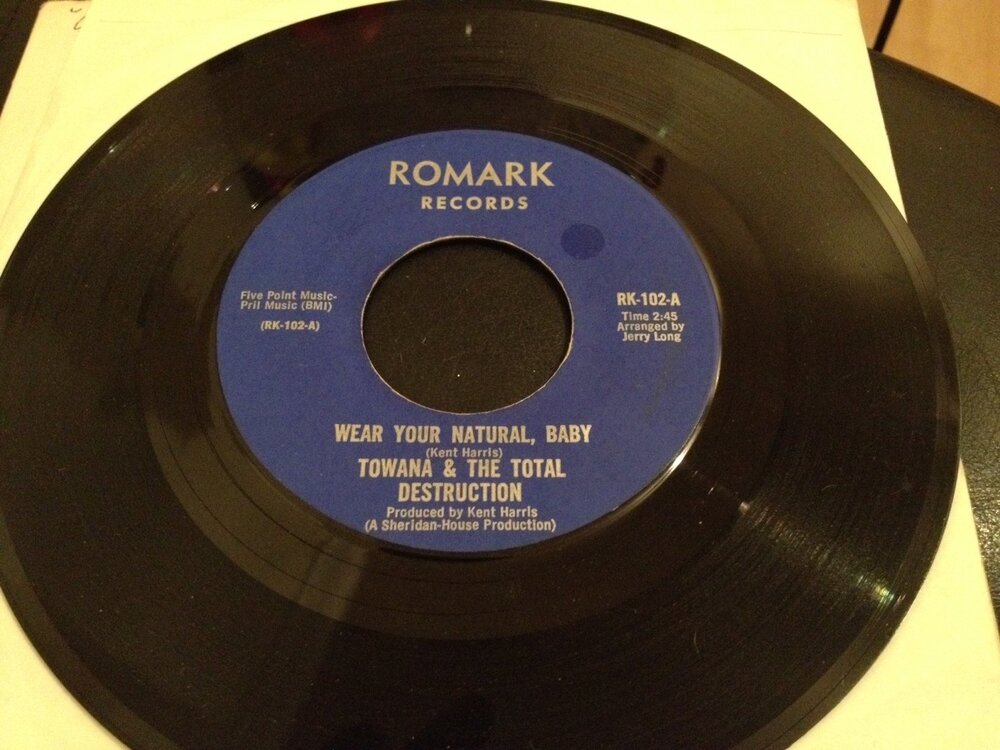 ROMARK
RECORDS
Five Point Music-
Pril Music (BMI)
(RK-102-A)
RK-102-A
Time 2:45
Arranged by
Jerry Long
WEAR YOUR NATURAL, BABY
(Kent Harris)
TOWANA & THE TOTAL
DESTRUCTION
Produced by Kent Harris
(A Sheridan-House Production)